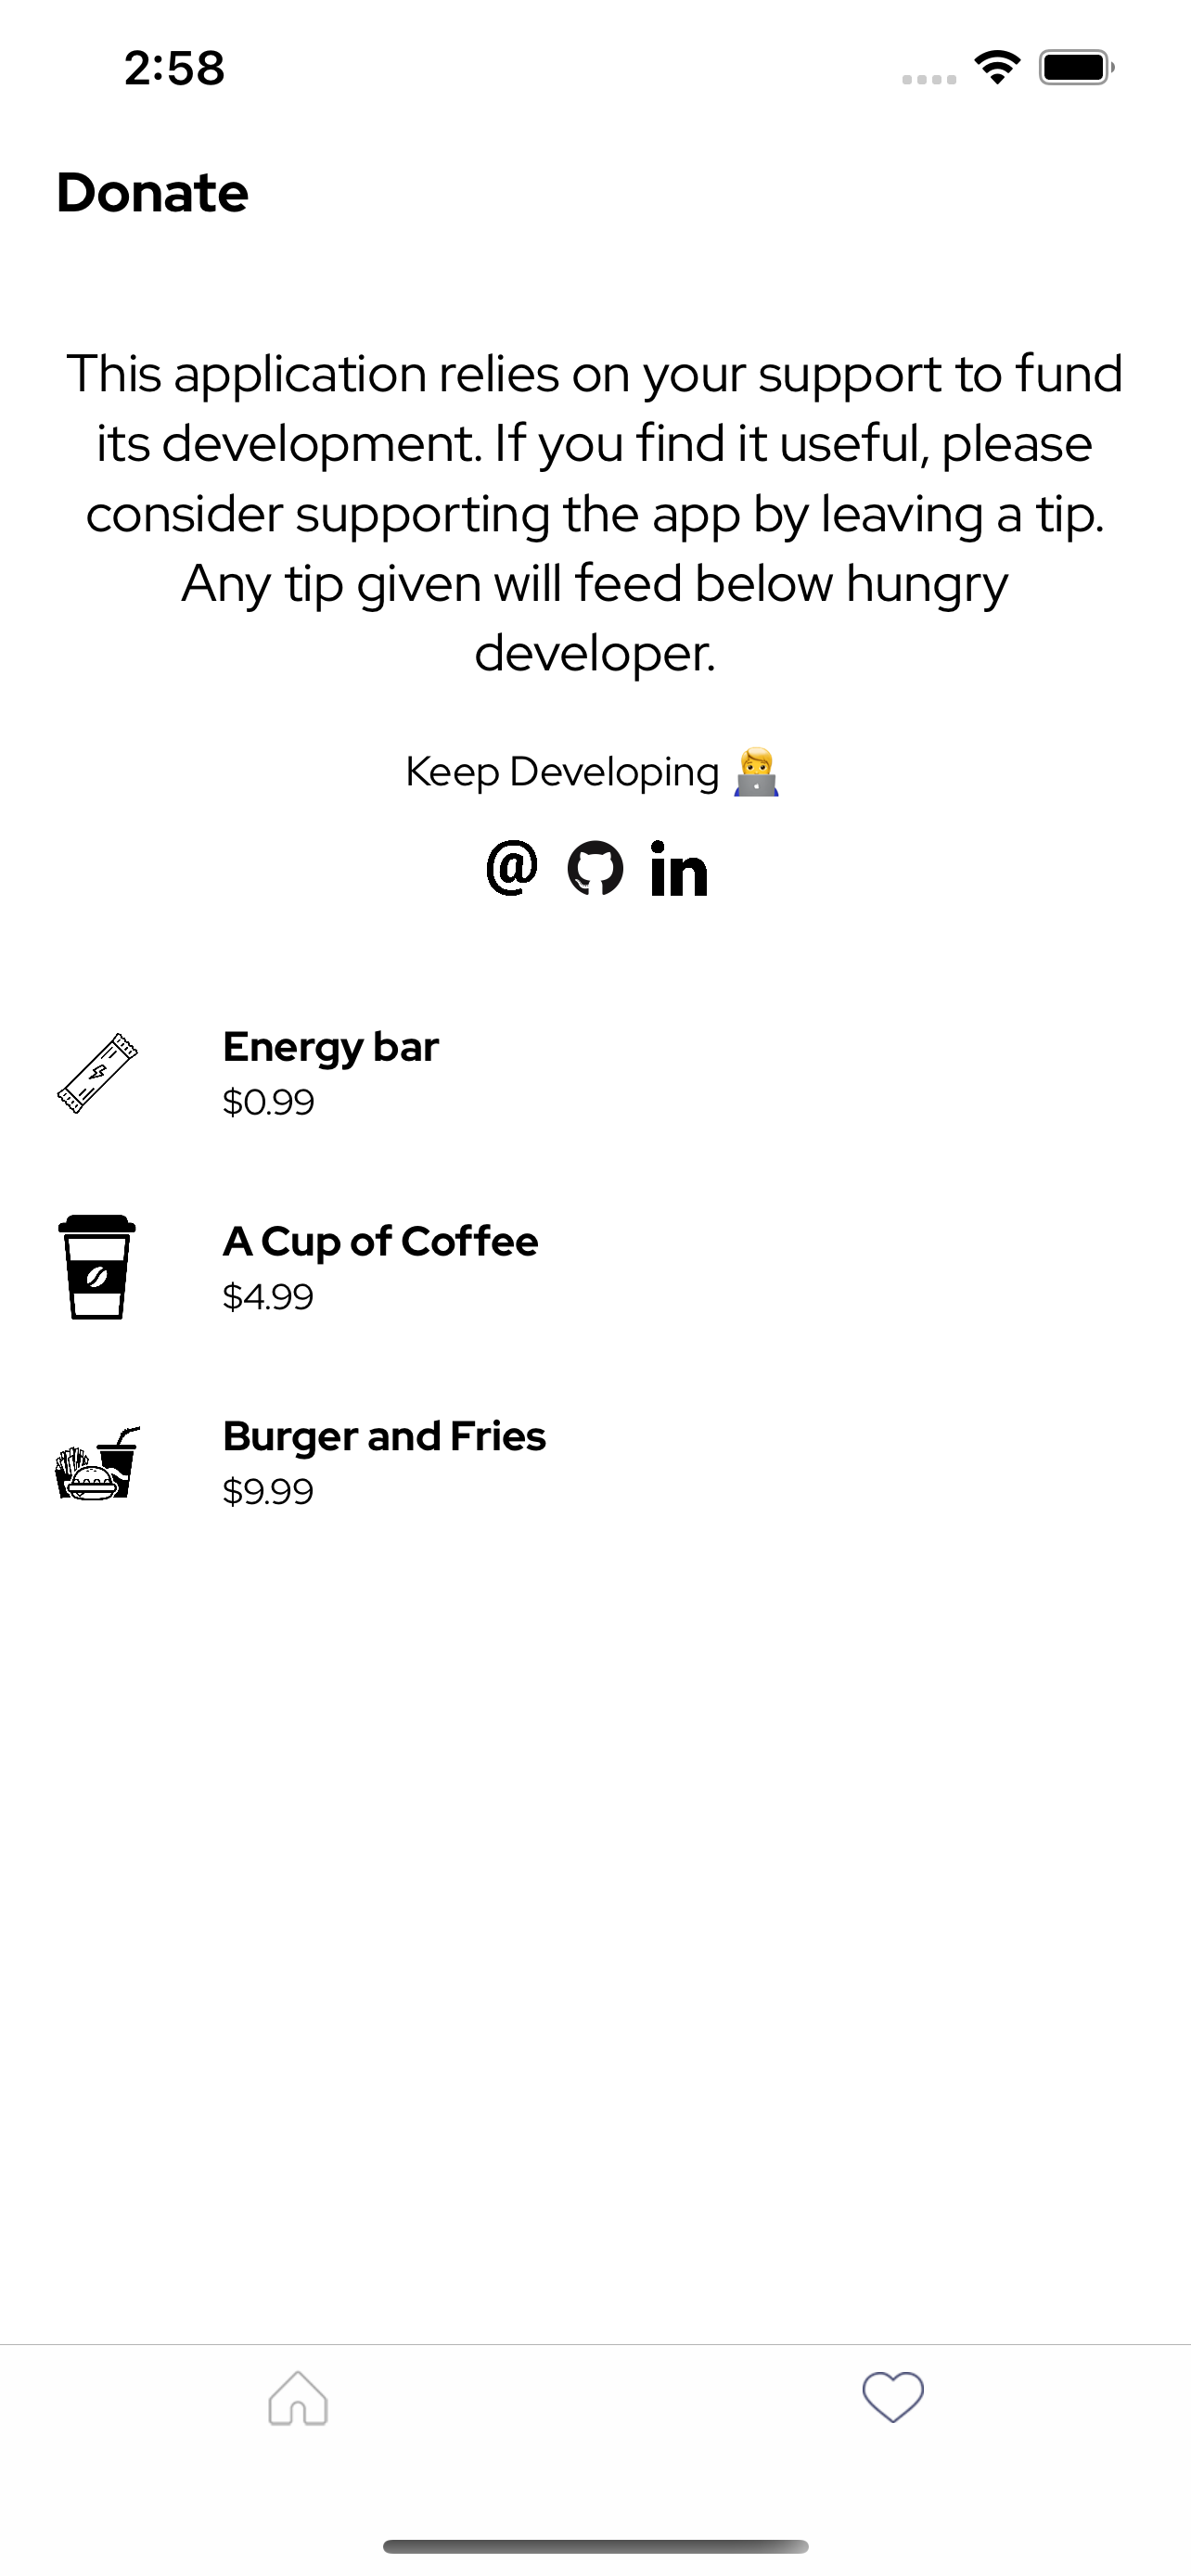 2:58
Donate
This application relies on your support to fund
its development. If you find it useful, please
consider supporting the app by leaving a tip.
Any tip given will feed below hungry
developer.
Keep Developing 👨‍💻
@ in
Energy bar
$0.99
A Cup of Coffee
$4.99
Burger and Fries
$9.99